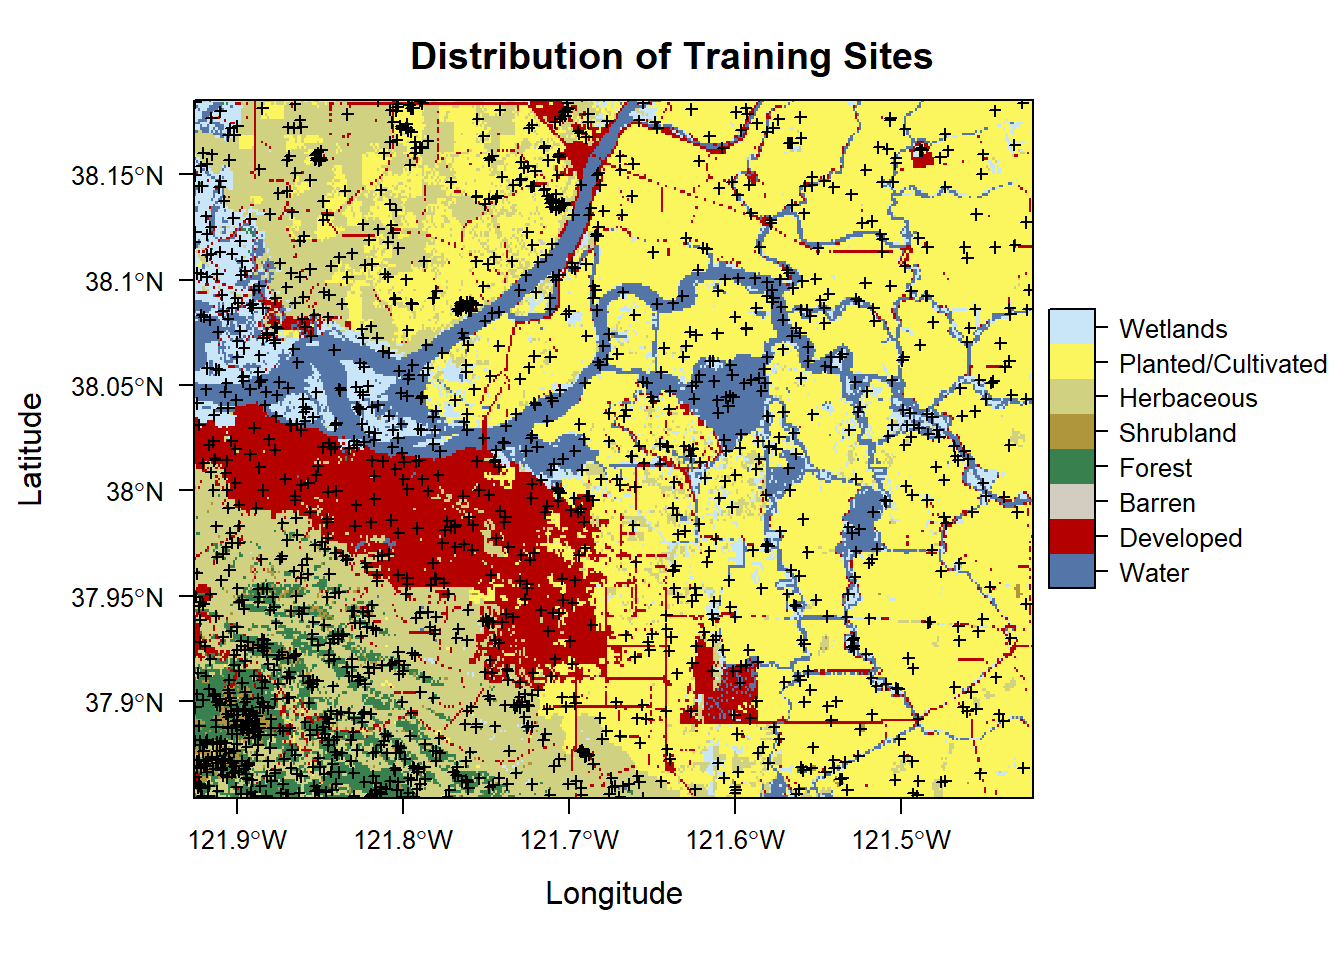 Distribution of Training Sites
Latitude
38.15°N
38.1°N
38.05°N
38°N
37.95°N
37.9°N
121.9°W
121.8°W
121.7°W
121.6°W
121.5°W
Longitude
Wetlands
Planted/Cultivated
Herbaceous
Shrubland
Forest
Barren
Developed
Water